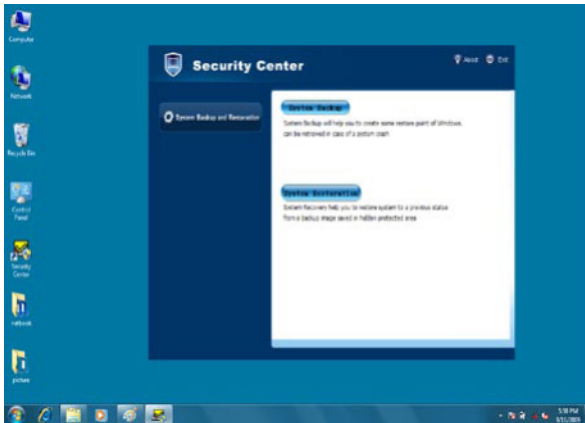 Computer
Network
Recycle Bin
Control
Panel
Security
Center
netbook
picture
Security Center
About
Exit
System Backup and Restoration
System Backup
System Backup will help you to create some restore point of Windows,
can be retrieved in case of a system crash
System Restoration
System Recovery help you to restore system to a previous status
from a backup image saved in hidden protected area
5:30 PM